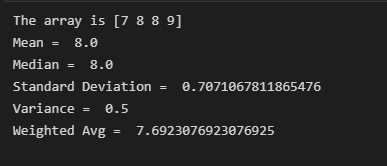 The array is [7 8 8 9]
Mean =  8.0
Median =  8.0
Standard Deviation =  0.7071067811865476
Variance =  0.5
Weighted Avg =  7.6923076923076925